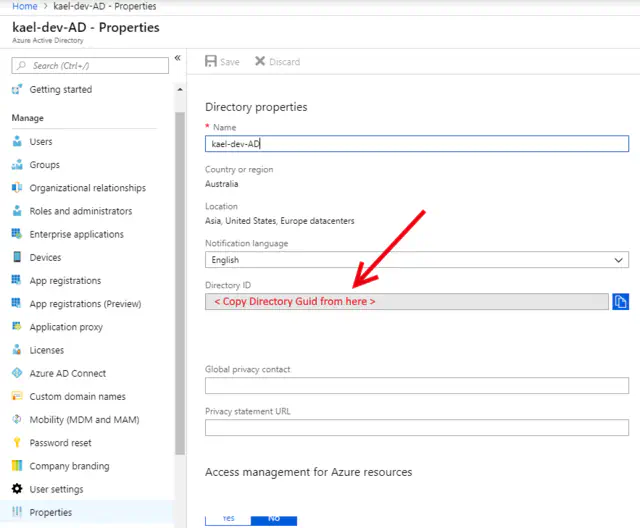 Home > kael-dev-AD - Properties
kael-dev-AD - Properties
Azure Active Directory
Search (Ctrl+/)
«
Getting started
Manage
Users
Groups
Organizational relationships
Roles and administrators
Enterprise applications
Devices
App registrations
App registrations (Preview)
Application proxy
Licenses
Azure AD Connect
Custom domain names
Mobility (MDM and MAM)
Password reset
Company branding
User settings
Properties
Save
Discard
Directory properties
* Name
kael-dev-AD
Country or region
Australia
Location
Asia, United States, Europe datacenters
Notification language
English
Directory ID
< Copy Directory Guid from here >
Global privacy contact
Privacy statement URL
Access management for Azure resources
Yes
No